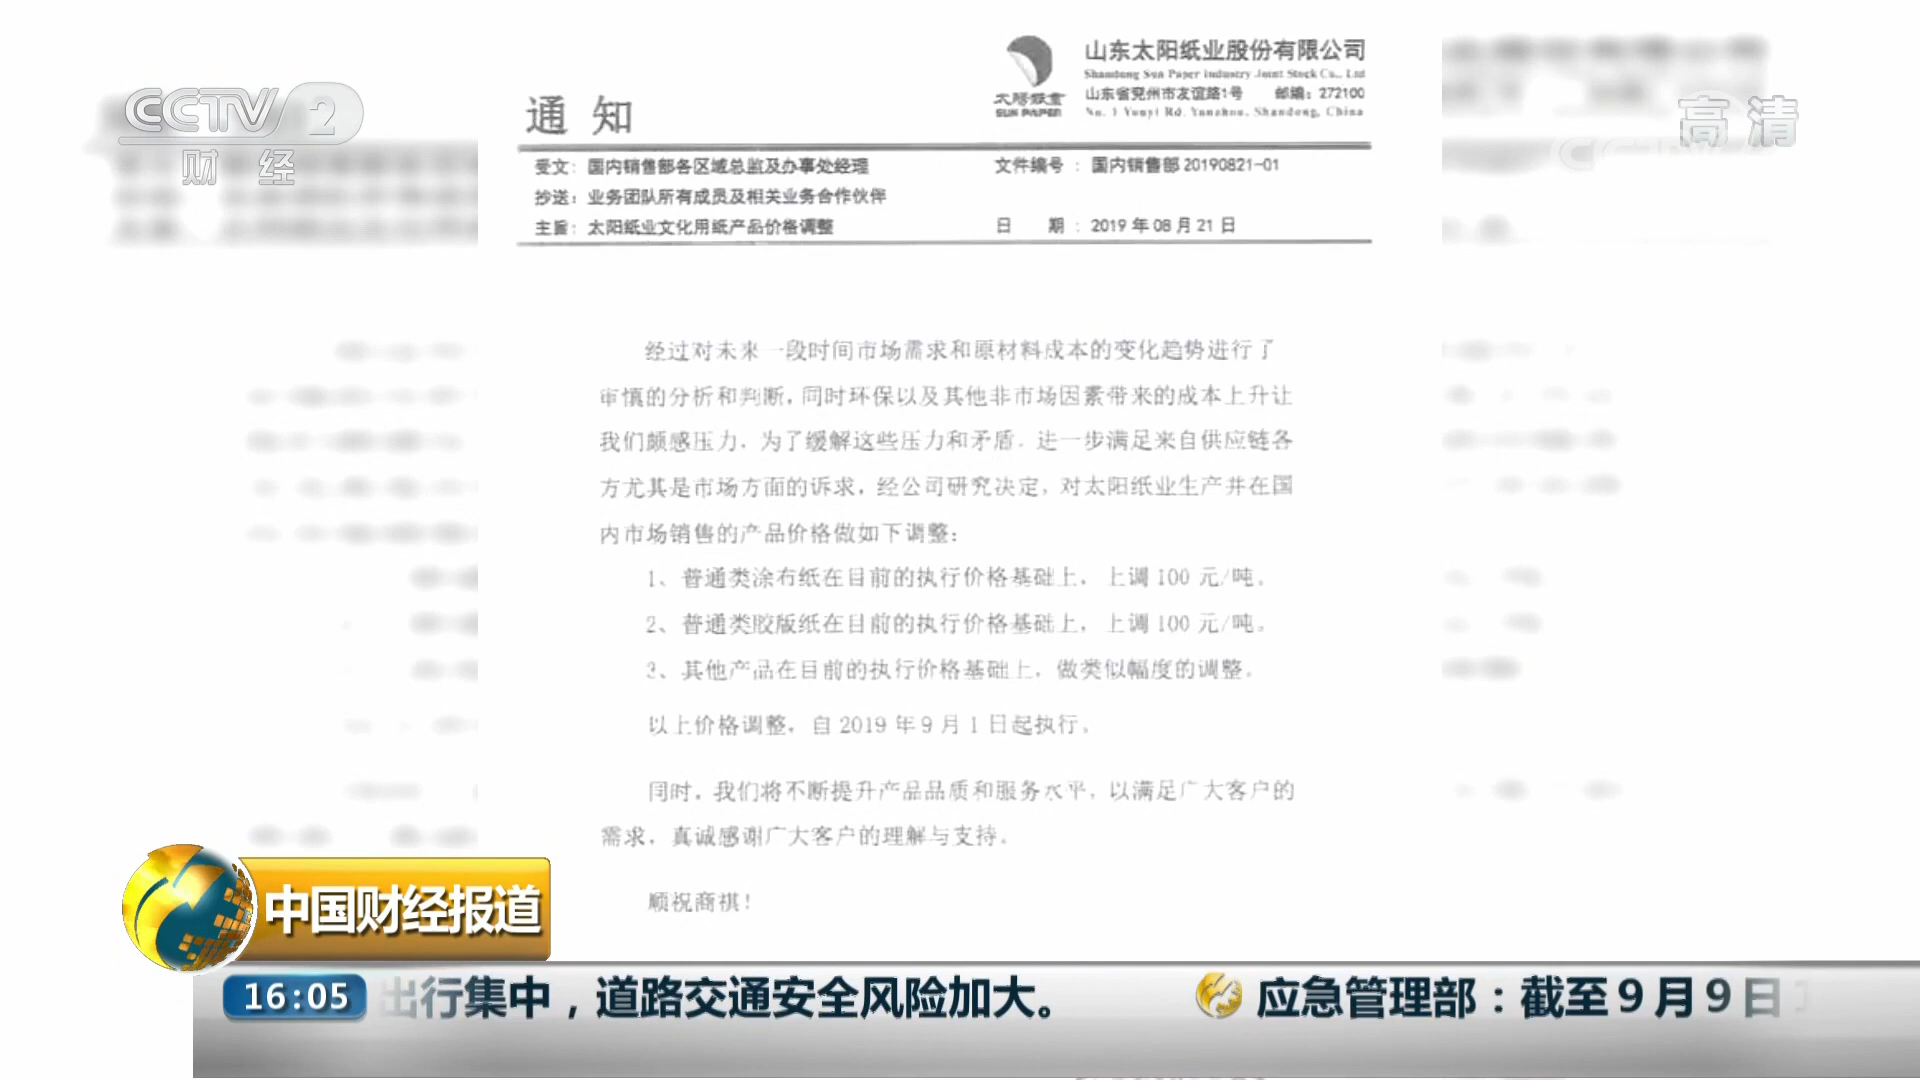 CCTV 2
财 经
高 清
太阳纸业
SUN PAPER
山东太阳纸业股份有限公司
Shandong Sun Paper Industry Joint Stock Co., Ltd
山东省兖州市友谊路1号 邮编：272100
No. 1 Youyi Rd. Yanzhou, Shandong, China
通 知
受文：国内销售部各区域总监及办事处经理 文件编号：国内销售部 20190821-01
抄送：业务团队所有成员及相关业务合作伙伴
主旨：太阳纸业文化用纸产品价格调整 日 期：2019 年 08 月 21 日
经过对未来一段时间市场需求和原材料成本的变化趋势进行了
审慎的分析和判断，同时环保以及其他非市场因素带来的成本上升让
我们颇感压力，为了缓解这些压力和矛盾，进一步满足来自供应链各
方尤其是市场方面的诉求，经公司研究决定，对太阳纸业生产并在国
内市场销售的产品价格做如下调整：
1、普通类涂布纸在目前的执行价格基础上，上调 100 元/吨。
2、普通类胶版纸在目前的执行价格基础上，上调 100 元/吨。
3、其他产品在目前的执行价格基础上，做类似幅度的调整。
以上价格调整，自 2019 年 9 月 1 日起执行。
同时，我们将不断提升产品品质和服务水平，以满足广大客户的
需求，真诚感谢广大客户的理解与支持。
顺祝商祺！
中国财经报道
16:05 出行集中，道路交通安全风险加大。 应急管理部：截至9月9日